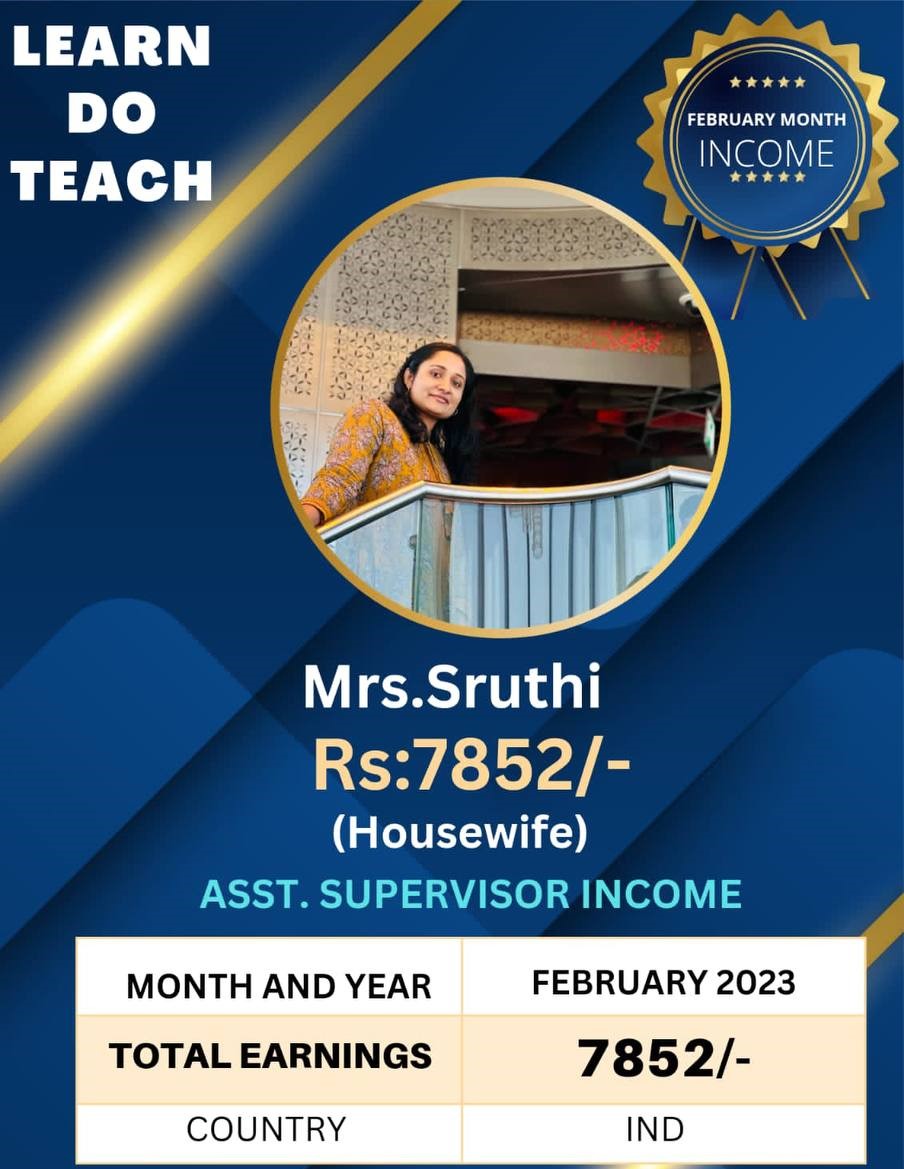 LEARN
DO
TEACH
FEBRUARY MONTH
INCOME
Mrs.Sruthi
Rs:7852/-
(Housewife)
ASST. SUPERVISOR INCOME
MONTH AND YEAR FEBRUARY 2023
TOTAL EARNINGS 7852/-
COUNTRY IND